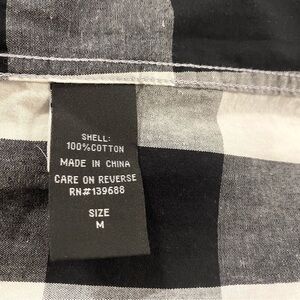 SHELL:
100%COTTON
MADE IN CHINA
CARE ON REVERSE
RN#139688
SIZE
M